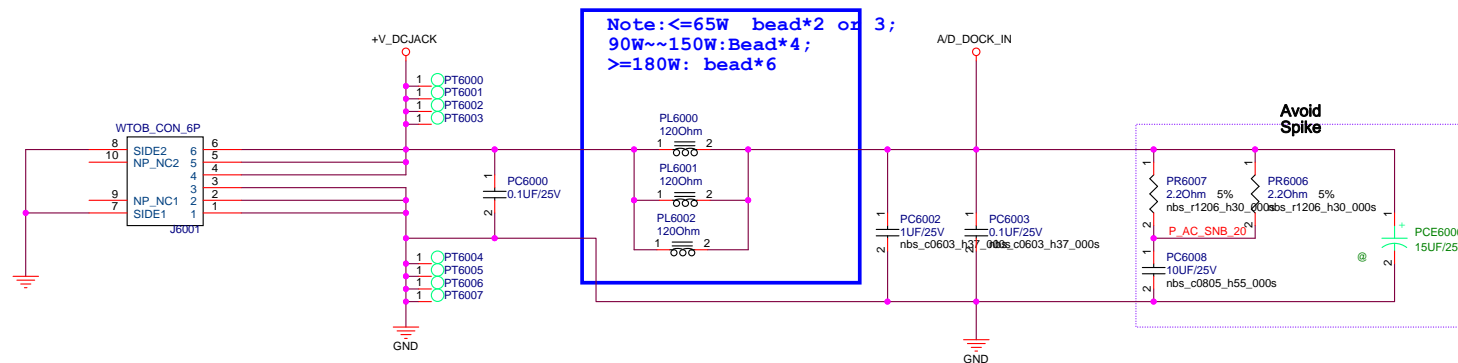 Note:<=65W bead*2 or 3;
90W~~150W:Bead*4;
>=180W: bead*6
+V_DCJACK
A/D_DOCK_IN
1 PT6000
1 PT6001
1 PT6002
1 PT6003
Avoid
Spike
WTOB_CON_6P
8 SIDE2 6 6
10 NP_NC2 5 5
4 4
3 3
9 NP_NC1 2 2
7 SIDE1 1 1
J6001
1
2
PC6000
0.1UF/25V
PL6000
120Ohm
1 2
PL6001
120Ohm
1 2
PL6002
120Ohm
1 2
1
2
PC6002
1UF/25V
nbs_c0603_h37_000s
1
2
PC6003
0.1UF/25V
nbs_c0603_h37_000s
1
2
PR6007
2.2Ohm 5%
nbs_r1206_h30_000s
1
2
PR6006
2.2Ohm 5%
nbs_r1206_h30_000s
P_AC_SNB_20
1
2
PC6008
10UF/25V
nbs_c0805_h55_000s
1
+
2
@
15UF/25
1 PT6004
1 PT6005
1 PT6006
1 PT6007
GND
GND